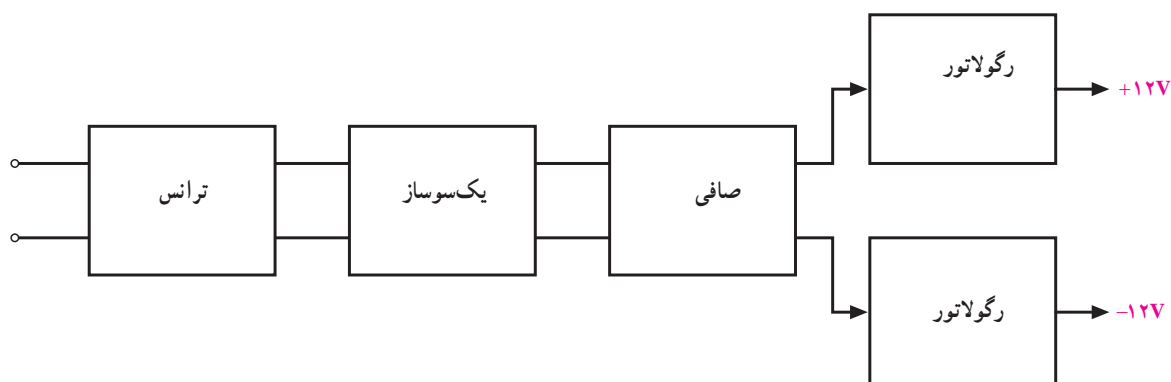 رگولاتور
+۱۲V
ترانس
یک‌سوساز
صافی
رگولاتور
–۱۲V